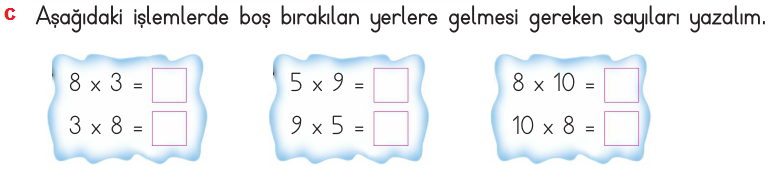 C Aşağıdaki işlemlerde boş bırakılan yerlere gelmesi gereken sayıları yazalım.
8 x 3 =
3 x 8 =
5 x 9 =
9 x 5 =
8 x 10 =
10 x 8 =